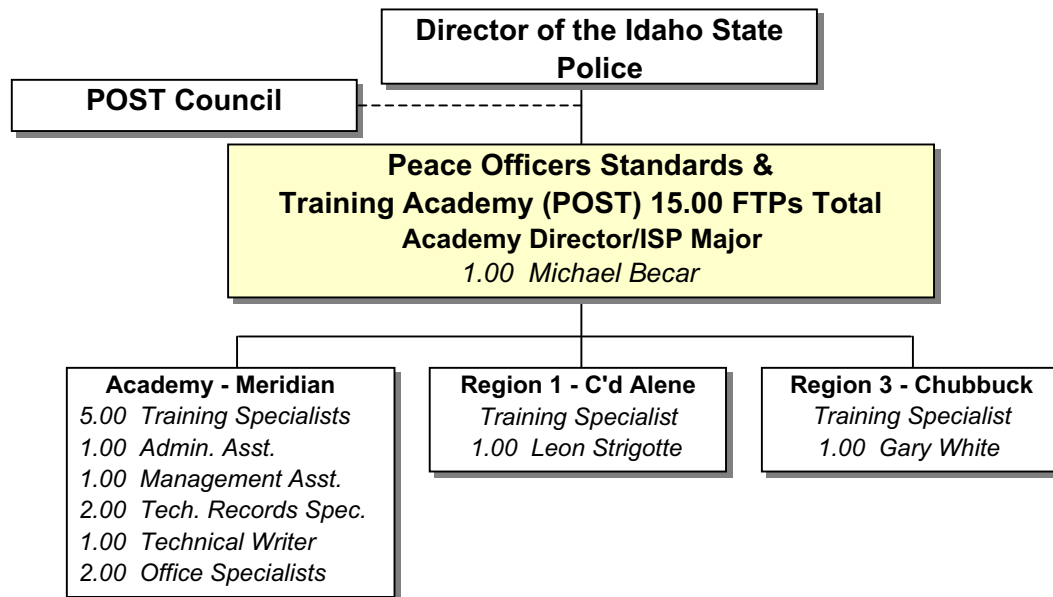 Director of the Idaho State
Police
POST Council
Peace Officers Standards &
Training Academy (POST) 15.00 FTPs Total
Academy Director/ISP Major
1.00 Michael Becar
Academy - Meridian
5.00 Training Specialists
1.00 Admin. Asst.
1.00 Management Asst.
2.00 Tech. Records Spec.
1.00 Technical Writer
2.00 Office Specialists
Region 1 - C'd Alene
Training Specialist
1.00 Leon Strigotte
Region 3 - Chubbuck
Training Specialist
1.00 Gary White